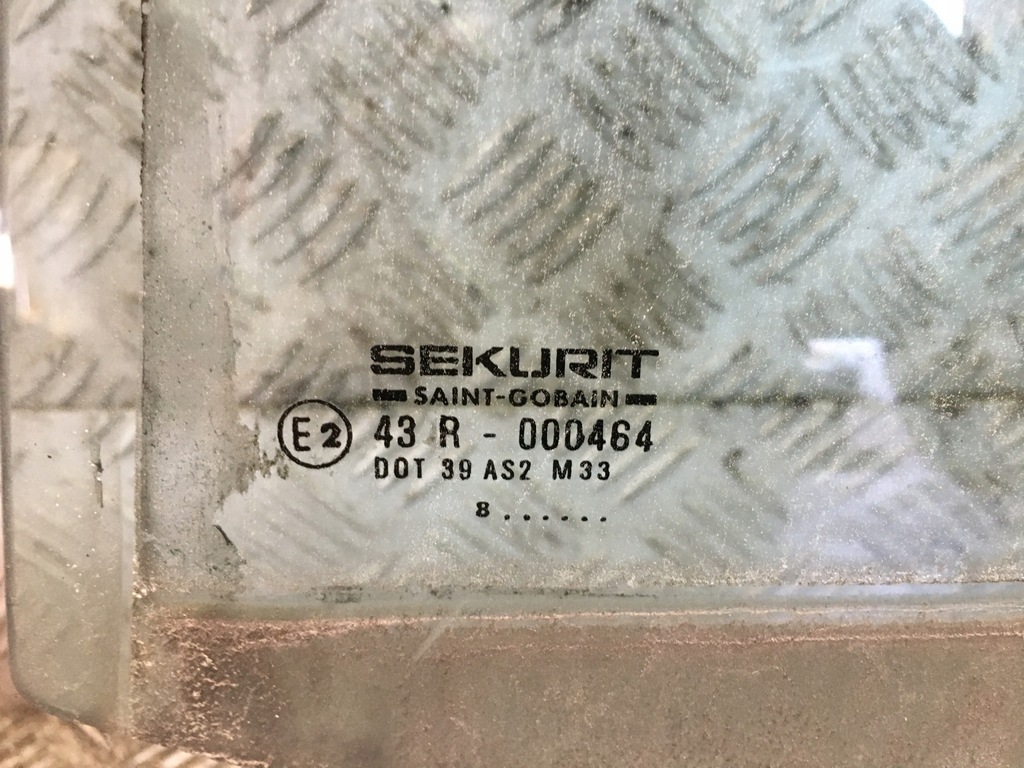 SEKURIT
SAINT-GOBAIN
E2 43 R - 000464
DOT 39 AS2 M33
8......